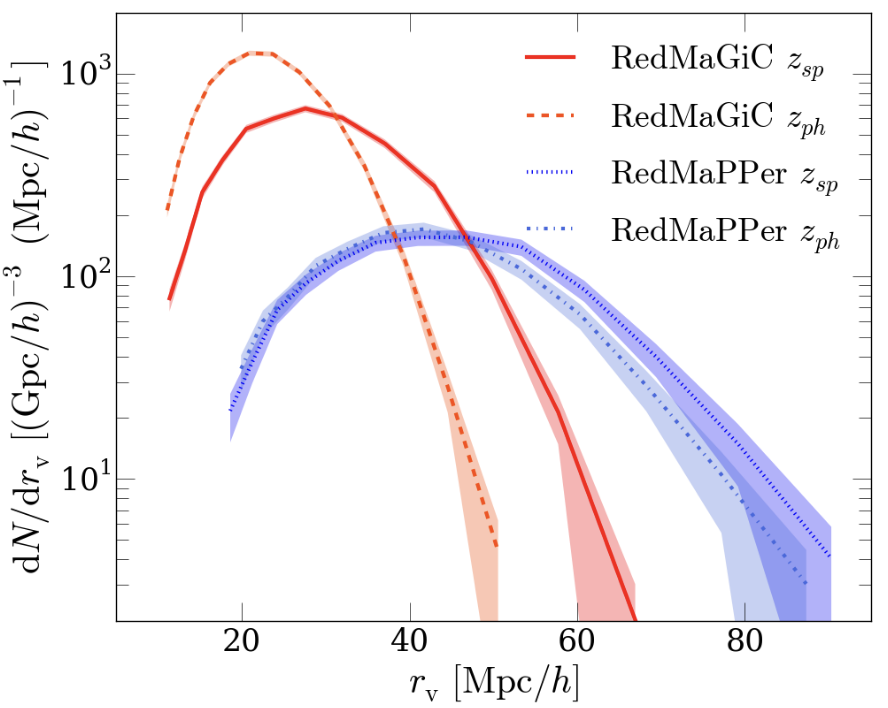 10³
10²
10¹
dN/dr_v [(Gpc/h)⁻³ (Mpc/h)⁻¹]
RedMaGiC z_sp
RedMaGiC z_ph
RedMaPPer z_sp
RedMaPPer z_ph
20 40 60 80
r_v [Mpc/h]